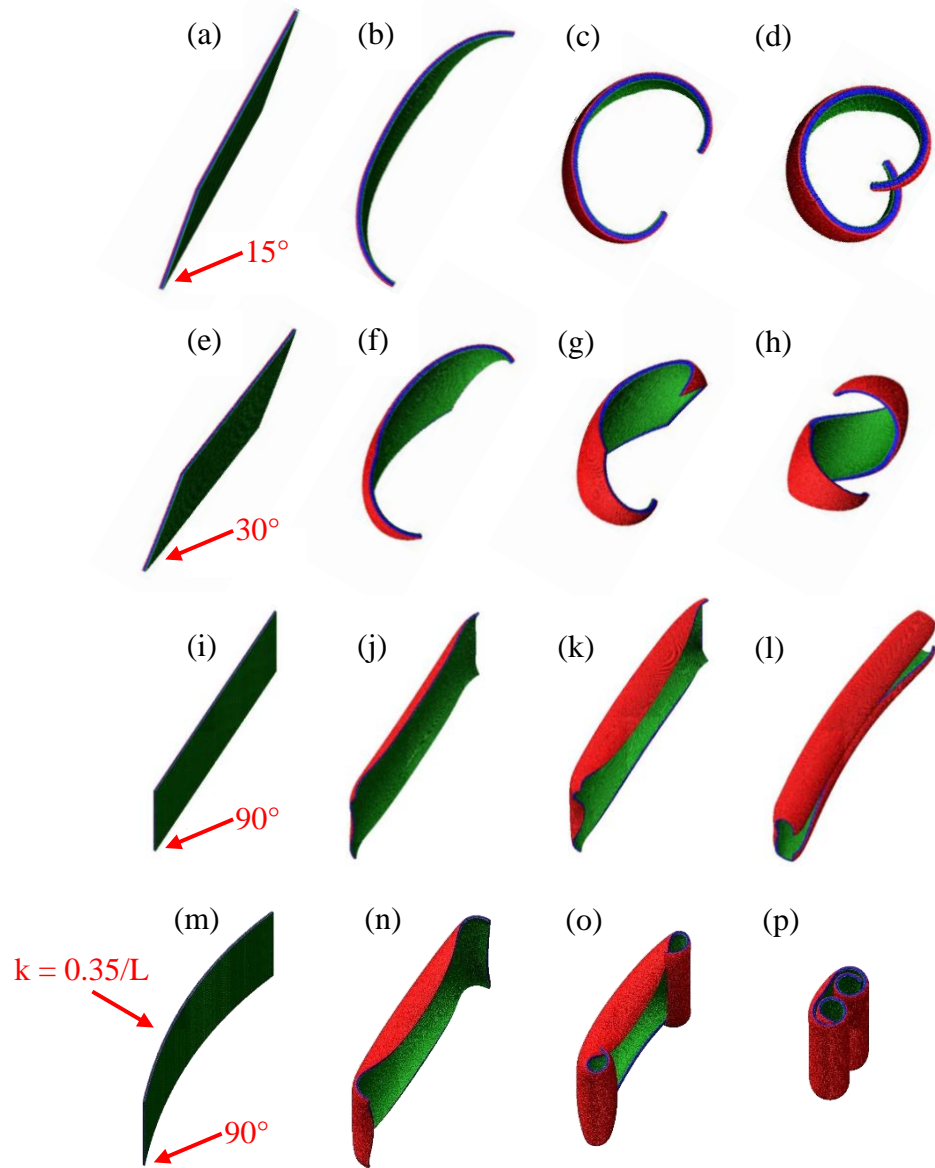 (a) (b) (c) (d)
15°
(e) (f) (g) (h)
30°
(i) (j) (k) (l)
90°
(m) (n) (o) (p)
k = 0.35/L
90°